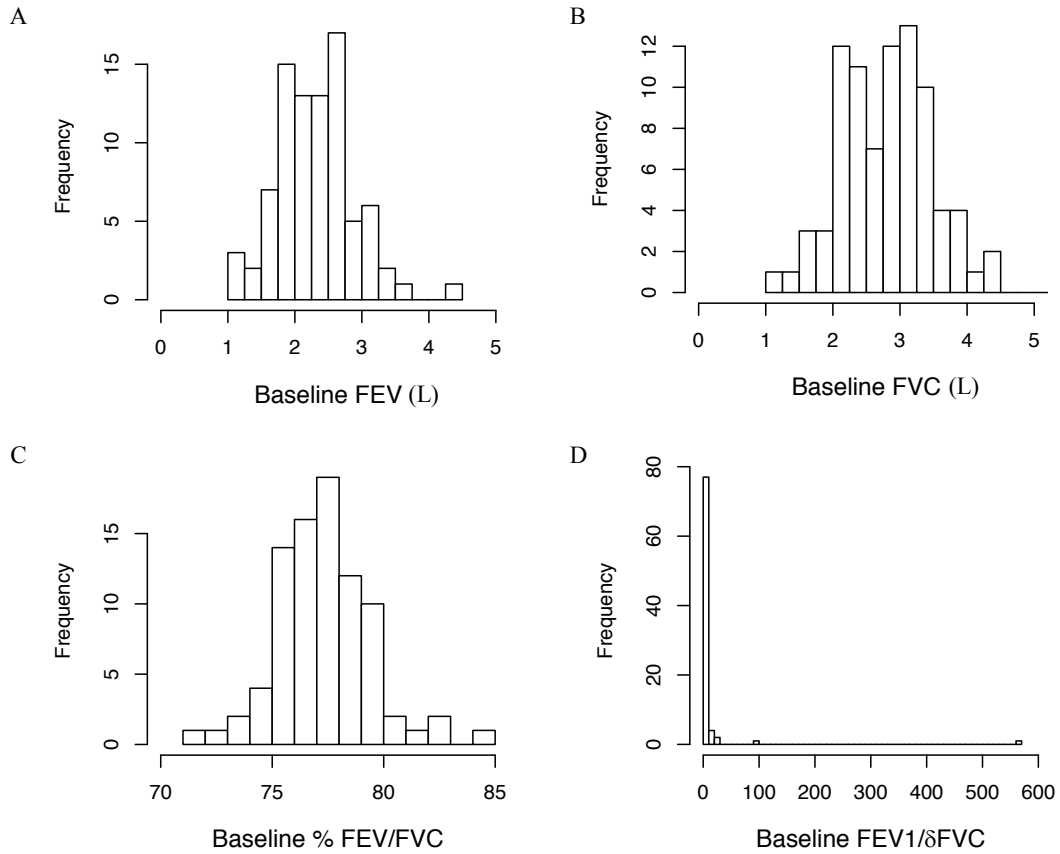 A
Frequency
0 5 10 15
0 1 2 3 4 5
Baseline FEV (L)
B
Frequency
0 2 4 6 8 10 12
0 1 2 3 4 5
Baseline FVC (L)
C
Frequency
0 5 10 15
70 75 80 85
Baseline % FEV/FVC
D
Frequency
0 20 40 60 80
0 100 200 300 400 500 600
Baseline FEV1/δFVC